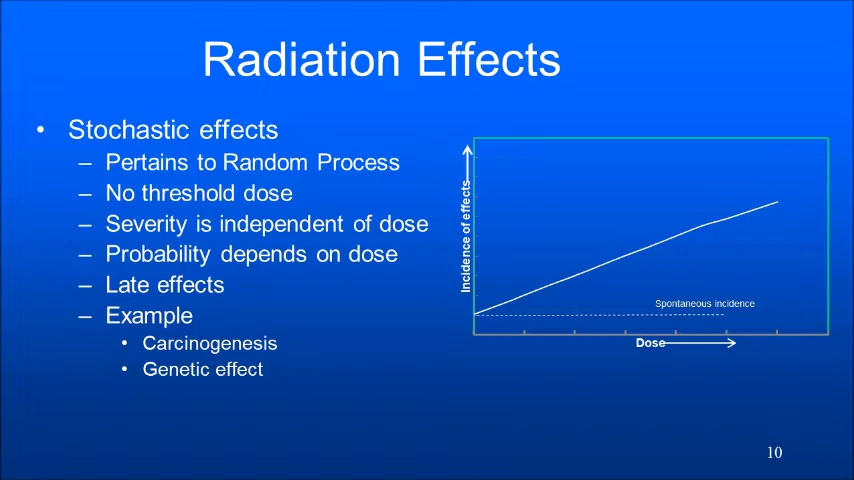 Radiation Effects
• Stochastic effects
– Pertains to Random Process
– No threshold dose
– Severity is independent of dose
– Probability depends on dose
– Late effects
– Example
• Carcinogenesis
• Genetic effect
Incidence of effects
Spontaneous incidence
Dose
10